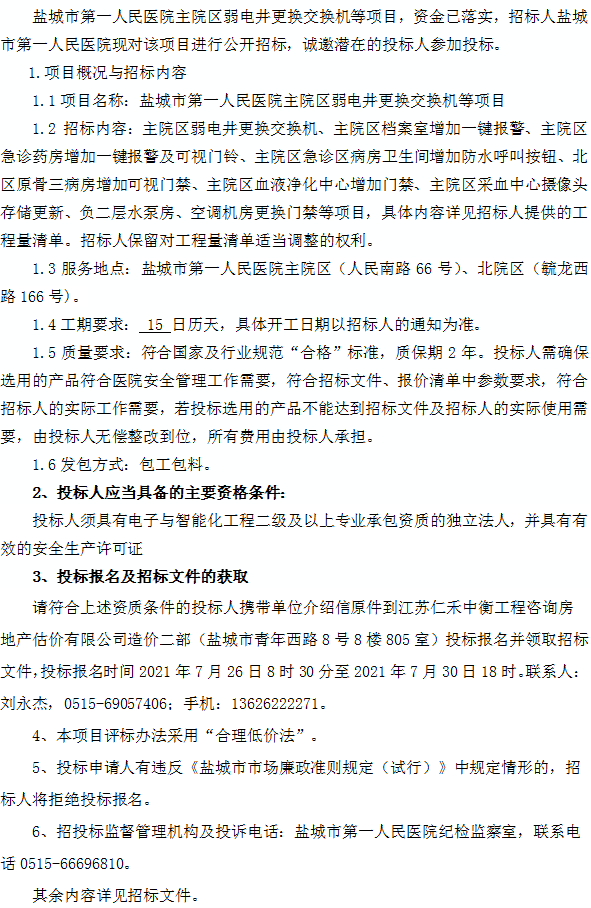 盐城市第一人民医院主院区弱电井更换交换机等项目，资金已落实，招标人盐城
市第一人民医院现对该项目进行公开招标，诚邀潜在的投标人参加投标。
1.项目概况与招标内容
1.1 项目名称：盐城市第一人民医院主院区弱电井更换交换机等项目
1.2 招标内容：主院区弱电井更换交换机、主院区档案室增加一键报警、主院区
急诊药房增加一键报警及可视门铃、主院区急诊区病房卫生间增加防水呼叫按钮、北
区原骨三病房增加可视门禁、主院区血液净化中心增加门禁、主院区采血中心摄像头
存储更新、负二层水泵房、空调机房更换门禁等项目，具体内容详见招标人提供的工
程量清单。招标人保留对工程量清单适当调整的权利。
1.3 服务地点：盐城市第一人民医院主院区（人民南路 66 号）、北院区（毓龙西
路 166 号)。
1.4 工期要求： 15 日历天，具体开工日期以招标人的通知为准。
1.5 质量要求：符合国家及行业规范“合格”标准，质保期 2 年。投标人需确保
选用的产品符合医院安全管理工作需要，符合招标文件、报价清单中参数要求，符合
招标人的实际工作需要，若投标选用的产品不能达到招标文件及招标人的实际使用需
要，由投标人无偿整改到位，所有费用由投标人承担。
1.6 发包方式：包工包料。
2、投标人应当具备的主要资格条件：
投标人须具有电子与智能化工程二级及以上专业承包资质的独立法人，并具有有
效的安全生产许可证
3、投标报名及招标文件的获取
请符合上述资质条件的投标人携带单位介绍信原件到江苏仁禾中衡工程咨询房
地产估价有限公司造价二部（盐城市青年西路 8 号 8 楼 805 室）投标报名并领取招标
文件，投标报名时间 2021 年 7 月 26 日 8 时 30 分至 2021 年 7 月 30 日 18 时。联系人：
刘永杰，0515-69057406；手机：13626222271。
4、本项目评标办法采用“合理低价法”。
5、投标申请人有违反《盐城市市场廉政准则规定（试行）》中规定情形的，招
标人将拒绝投标报名。
6、招投标监督管理机构及投诉电话：盐城市第一人民医院纪检监察室，联系电
话 0515-66696810。
其余内容详见招标文件。